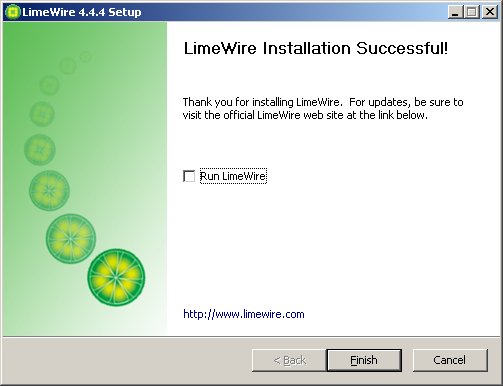 LimeWire 4.4.4 Setup
LimeWire Installation Successful!
Thank you for installing LimeWire. For updates, be sure to
visit the official LimeWire web site at the link below.
Run LimeWire
http://www.limewire.com
< Back
Finish
Cancel